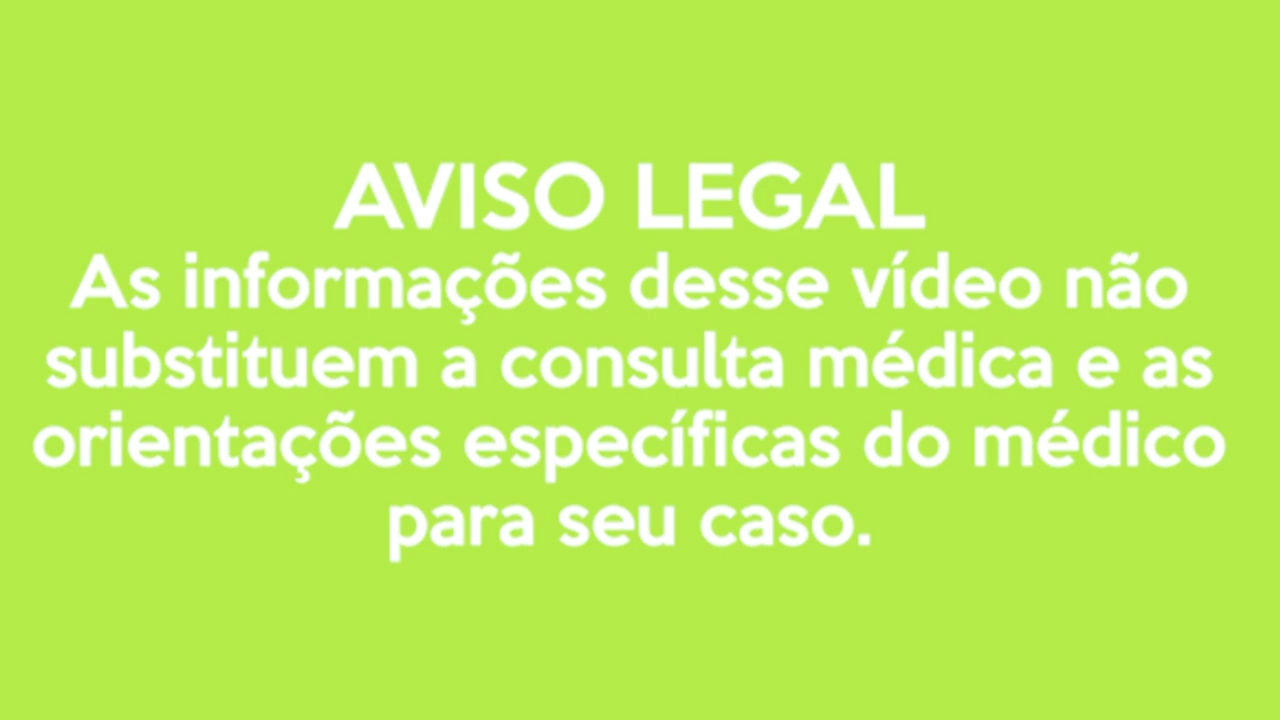 AVISO LEGAL
As informações desse vídeo não
substituem a consulta médica e as
orientações específicas do médico
para seu caso.